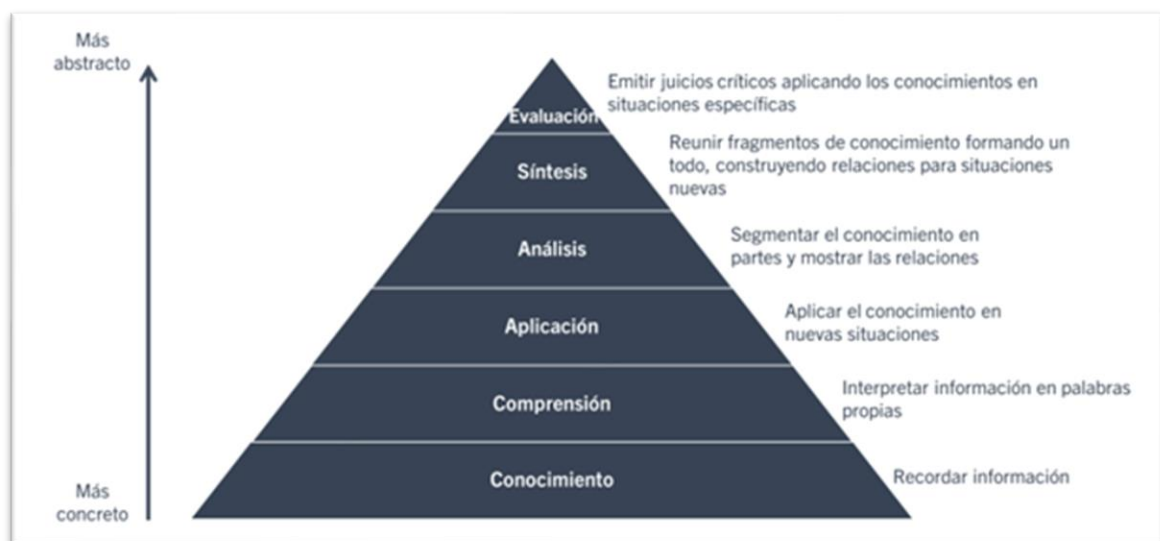 Más
abstracto
Evaluación
Emitir juicios críticos aplicando los conocimientos en
situaciones específicas
Síntesis
Reunir fragmentos de conocimiento formando un
todo, construyendo relaciones para situaciones
nuevas
Análisis
Segmentar el conocimiento en
partes y mostrar las relaciones
Aplicación
Aplicar el conocimiento en
nuevas situaciones
Comprensión
Interpretar información en palabras
propias
Conocimiento
Recordar información
Más
concreto